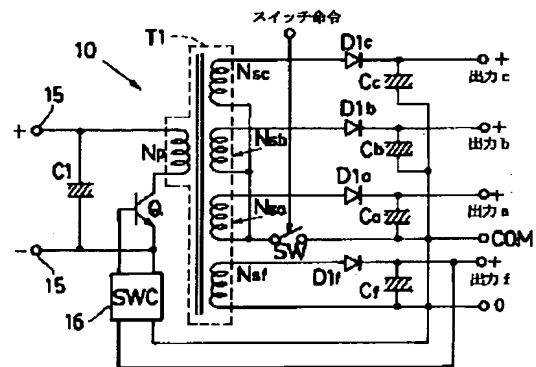 スイッチ命令
T1
10
15
+
C1
Np
Q
-
15
SWC
16
Nsc
D1c
Cc
+
出力 c
Nsb
D1b
Cb
+
出力 b
Nsa
D1a
Ca
+
出力 a
SW
COM
Nsf
D1f
Cf
+
出力 f
0